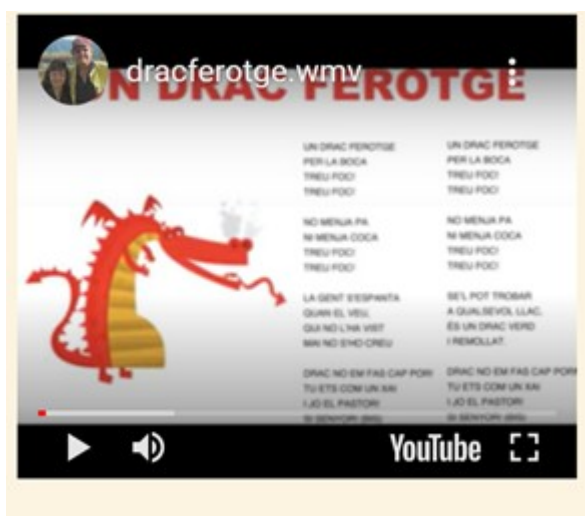 dracferotge.wmv
UN DRAC FEROTGE
UN DRAC FEROTGE
PER LA BOCA
TREU FOC!
TREU FOC!
NO MENJA PA
NI MENJA COCA
TREU FOC!
TREU FOC!
LA GENT S'ESPANTA
QUAN EL VEU,
QUI NO L'HA VIST
MAI NO S'HO CREU
DRAC NO EM FAS CAP POR!!
TU ETS COM UN XAI
I JO EL PASTOR!
SI SENYOR! (BIS)
UN DRAC FEROTGE
PER LA BOCA
TREU FOC!
TREU FOC!
NO MENJA PA
NI MENJA COCA
TREU FOC!
TREU FOC!
SE'L POT TROBAR
A QUALSEVOL LLAC,
ÉS UN DRAC VERD
I REMOLLAT.
DRAC NO EM FAS CAP POR!!
TU ETS COM UN XAI
I JO EL PASTOR!
SI SENYOR! (BIS)
YouTube